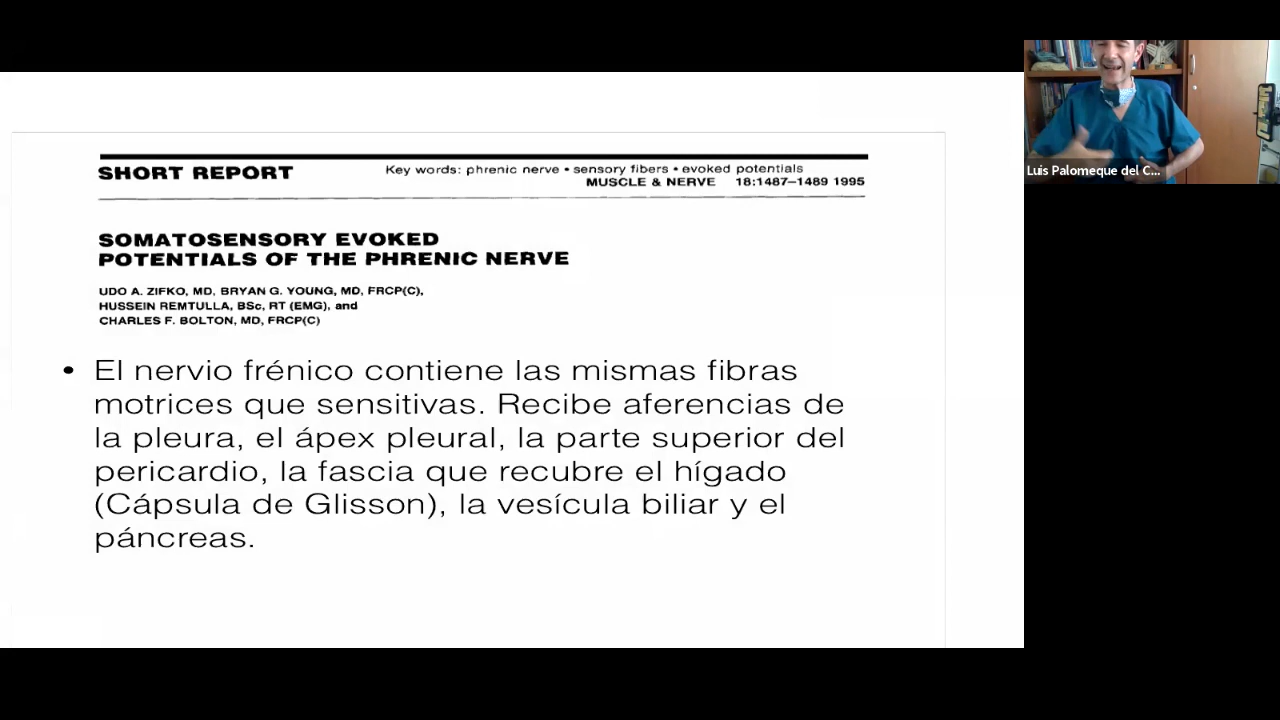 SHORT REPORT
Key words: phrenic nerve • sensory fibers • evoked potentials
MUSCLE & NERVE 18:1487–1489 1995
SOMATOSENSORY EVOKED
POTENTIALS OF THE PHRENIC NERVE
UDO A. ZIFKO, MD, BRYAN G. YOUNG, MD, FRCP(C),
HUSSEIN REMTULLA, BSc, RT (EMG), and
CHARLES F. BOLTON, MD, FRCP(C)
• El nervio frénico contiene las mismas fibras
motrices que sensitivas. Recibe aferencias de
la pleura, el ápex pleural, la parte superior del
pericardio, la fascia que recubre el hígado
(Cápsula de Glisson), la vesícula biliar y el
páncreas.
Luis Palomeque del C...